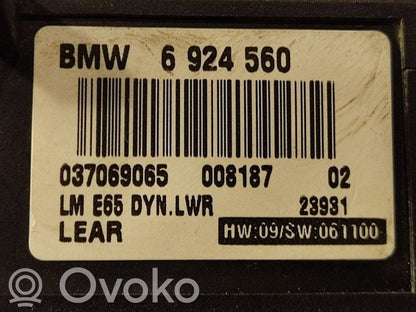 BMW 6 924 560
037069065 008187 02
LM E65 DYN.LWR 23931
LEAR HW:09/SW:061100
Ovoko